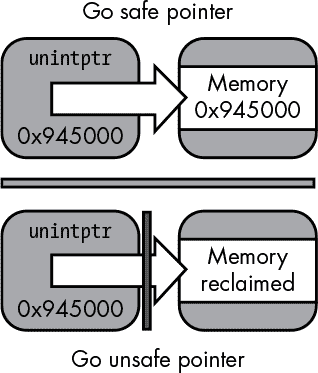 Go safe pointer
unintptr
0x945000
Memory
0x945000
unintptr
0x945000
Memory
reclaimed
Go unsafe pointer